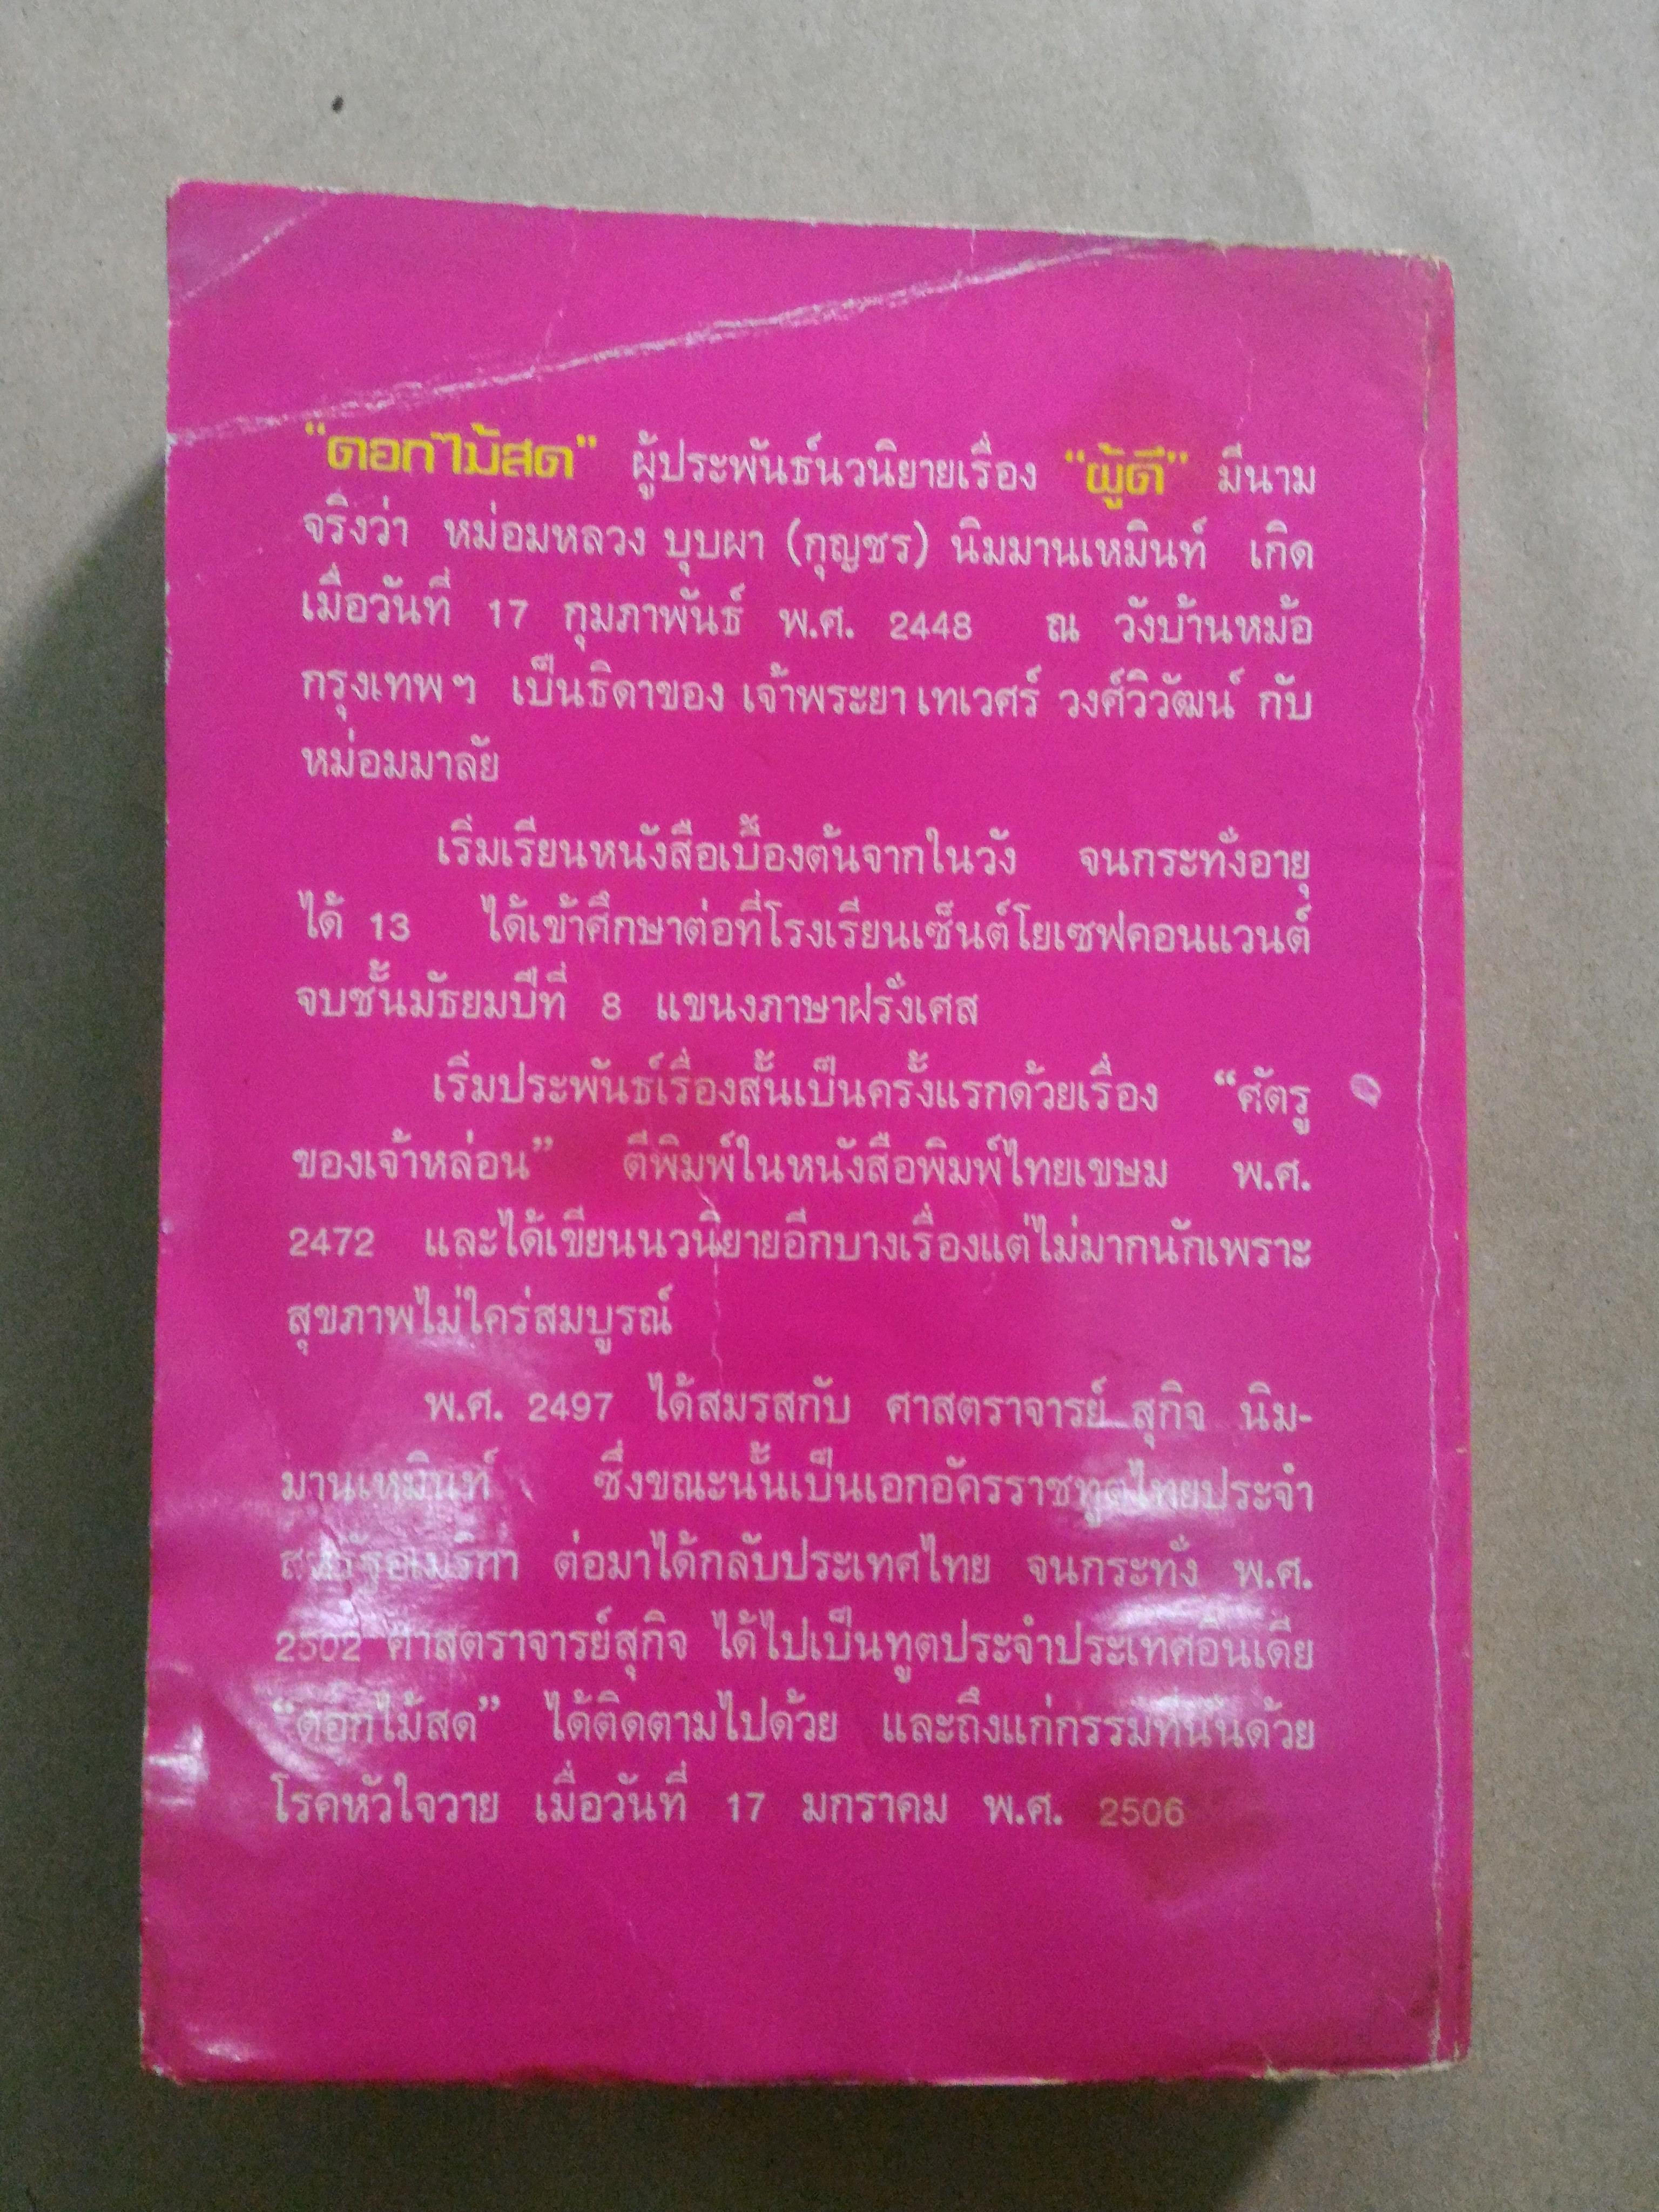 “ดอกไม้สด” ผู้ประพันธ์นวนิยายเรื่อง “ผู้ดี” มีนาม
จริงว่า หม่อมหลวง บุบผา (กุญชร) นิมมานเหมินท์ เกิด
เมื่อวันที่ 17 กุมภาพันธ์ พ.ศ. 2448 ณ วังบ้านหม้อ
กรุงเทพฯ เป็นธิดาของ เจ้าพระยาเทเวศร์ วงศ์วิวัฒน์ กับ
หม่อมมาลัย
เริ่มเรียนหนังสือเบื้องต้นจากในวัง จนกระทั่งอายุ
ได้ 13 ได้เข้าศึกษาต่อที่โรงเรียนเซ็นต์โยเซฟคอนแวนต์
จบชั้นมัธยมปีที่ 8 แขนงภาษาฝรั่งเศส
เริ่มประพันธ์เรื่องสั้นเป็นครั้งแรกด้วยเรื่อง “ศัตรู
ของเจ้าหล่อน” ตีพิมพ์ในหนังสือพิมพ์ไทยเขษม พ.ศ.
2472 และได้เขียนนวนิยายอีกบางเรื่องแต่ไม่มากนักเพราะ
สุขภาพไม่ใคร่สมบูรณ์
พ.ศ. 2497 ได้สมรสกับ ศาสตราจารย์ สุกิจ นิม-
มานเหมินท์ ซึ่งขณะนั้นเป็นเอกอัครราชทูตไทยประจำ
สหรัฐอเมริกา ต่อมาได้กลับประเทศไทย จนกระทั่ง พ.ศ.
2502 ศาสตราจารย์สุกิจ ได้ไปเป็นทูตประจำประเทศอินเดีย
“ดอกไม้สด” ได้ติดตามไปด้วย และถึงแก่กรรมที่นั่นด้วย
โรคหัวใจวาย เมื่อวันที่ 17 มกราคม พ.ศ. 2506